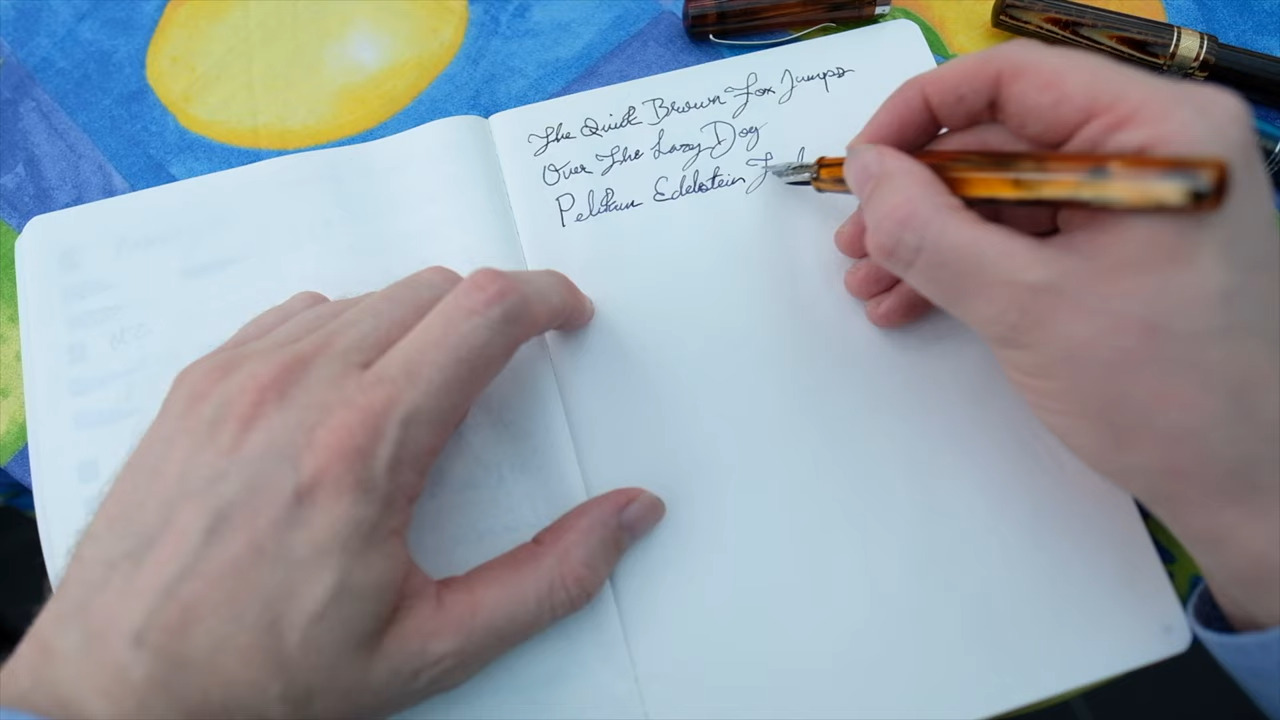 The Quick Brown Fox Jumps
Over The Lazy Dog
Pelikan Edelstein